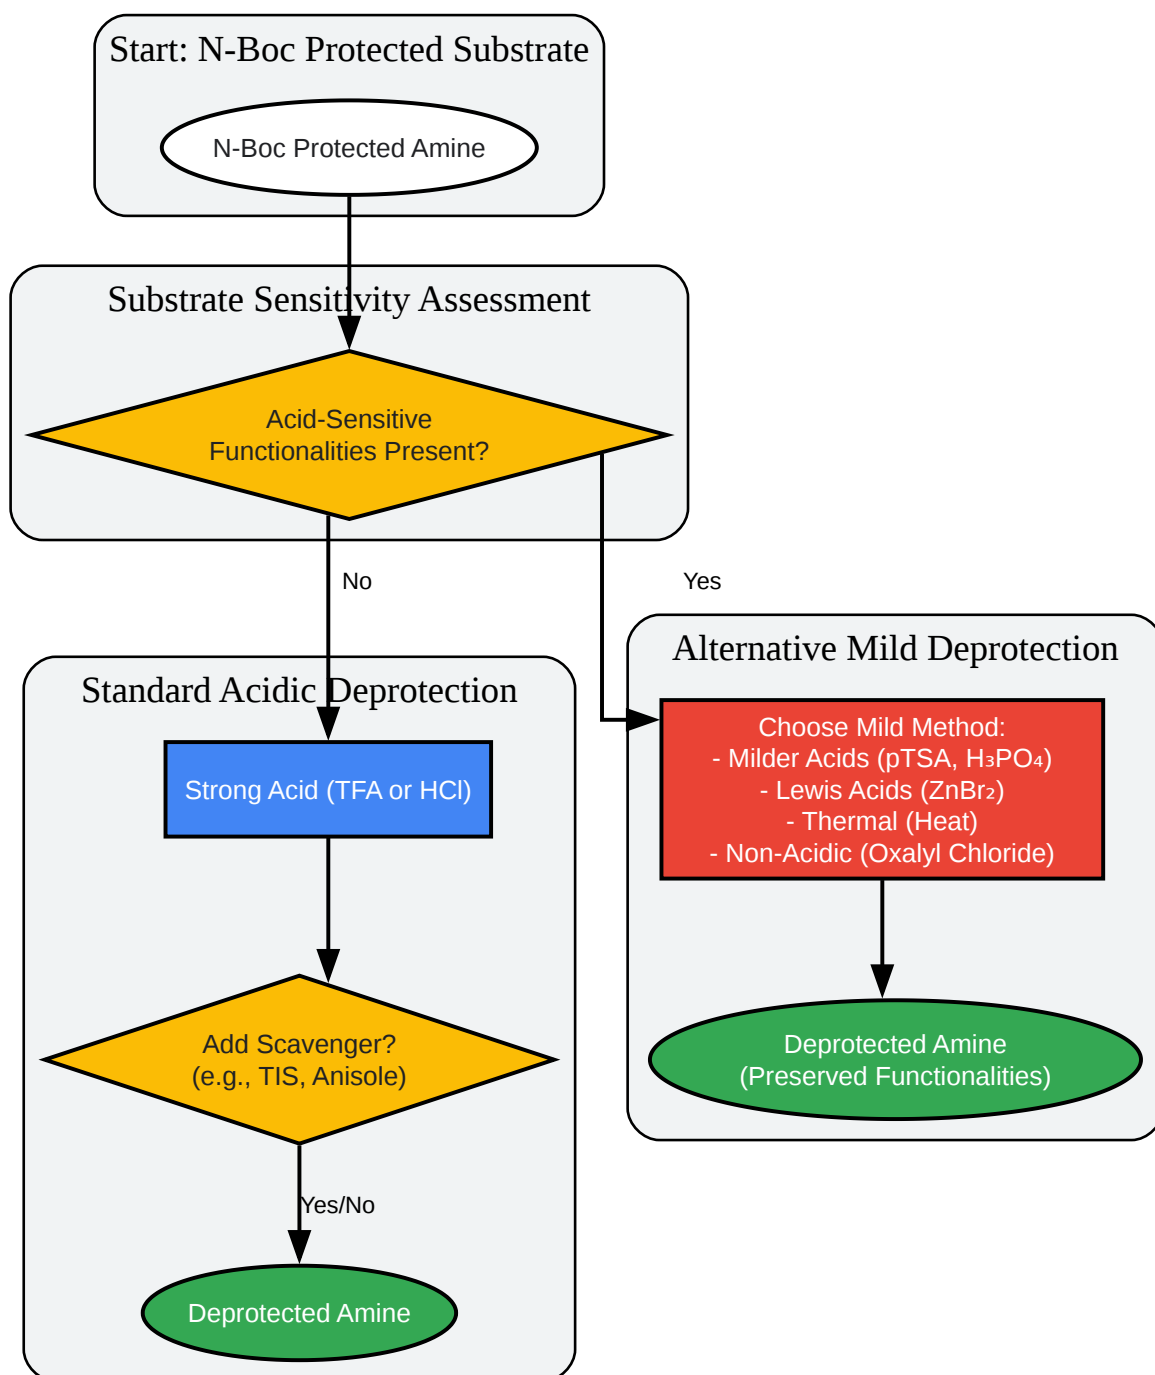 Start: N-Boc Protected Substrate
N-Boc Protected Amine
Substrate Sensitivity Assessment
Acid-Sensitive
Functionalities Present?
No
Yes
Standard Acidic Deprotection
Strong Acid (TFA or HCl)
Add Scavenger?
(e.g., TIS, Anisole)
Yes/No
Deprotected Amine
Alternative Mild Deprotection
Choose Mild Method:
- Milder Acids (pTSA, H₃PO₄)
- Lewis Acids (ZnBr₂)
- Thermal (Heat)
- Non-Acidic (Oxalyl Chloride)
Deprotected Amine
(Preserved Functionalities)